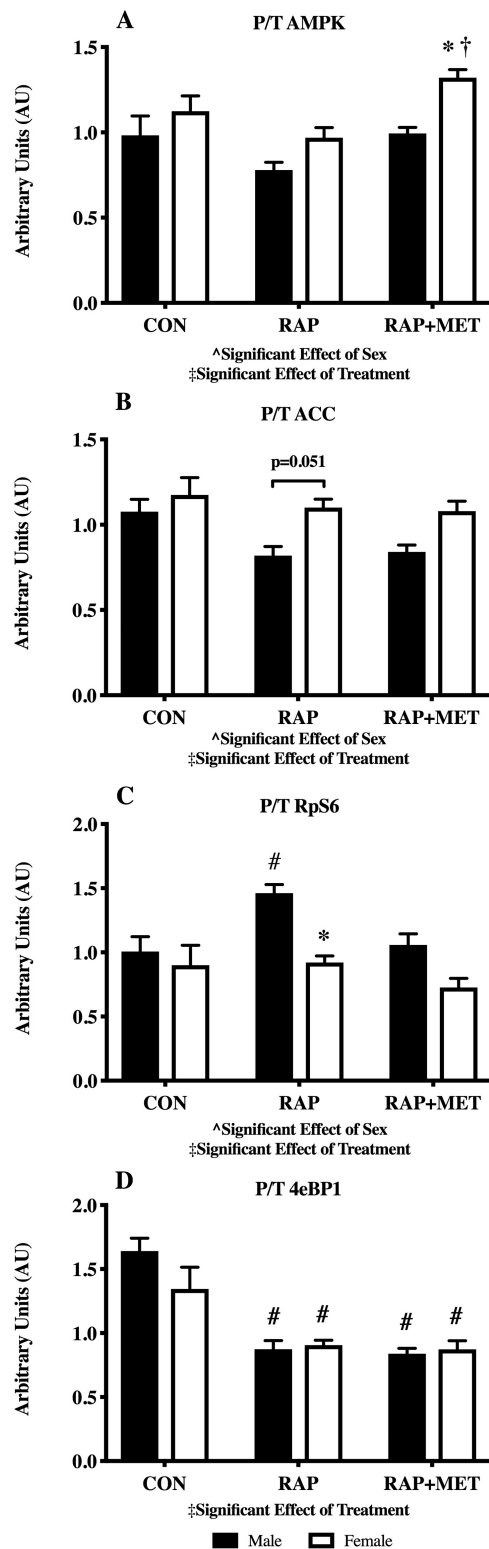 A
P/T AMPK
Arbitrary Units (AU)
1.5
1.0
0.5
0.0
* †
CON RAP RAP+MET
^Significant Effect of Sex
‡Significant Effect of Treatment
B
P/T ACC
Arbitrary Units (AU)
1.5
1.0
0.5
0.0
p=0.051
CON RAP RAP+MET
^Significant Effect of Sex
‡Significant Effect of Treatment
C
P/T RpS6
Arbitrary Units (AU)
2.0
1.5
1.0
0.5
0.0
#
*
CON RAP RAP+MET
^Significant Effect of Sex
‡Significant Effect of Treatment
D
P/T 4eBP1
Arbitrary Units (AU)
2.0
1.5
1.0
0.5
0.0
# # # #
CON RAP RAP+MET
‡Significant Effect of Treatment
Male Female